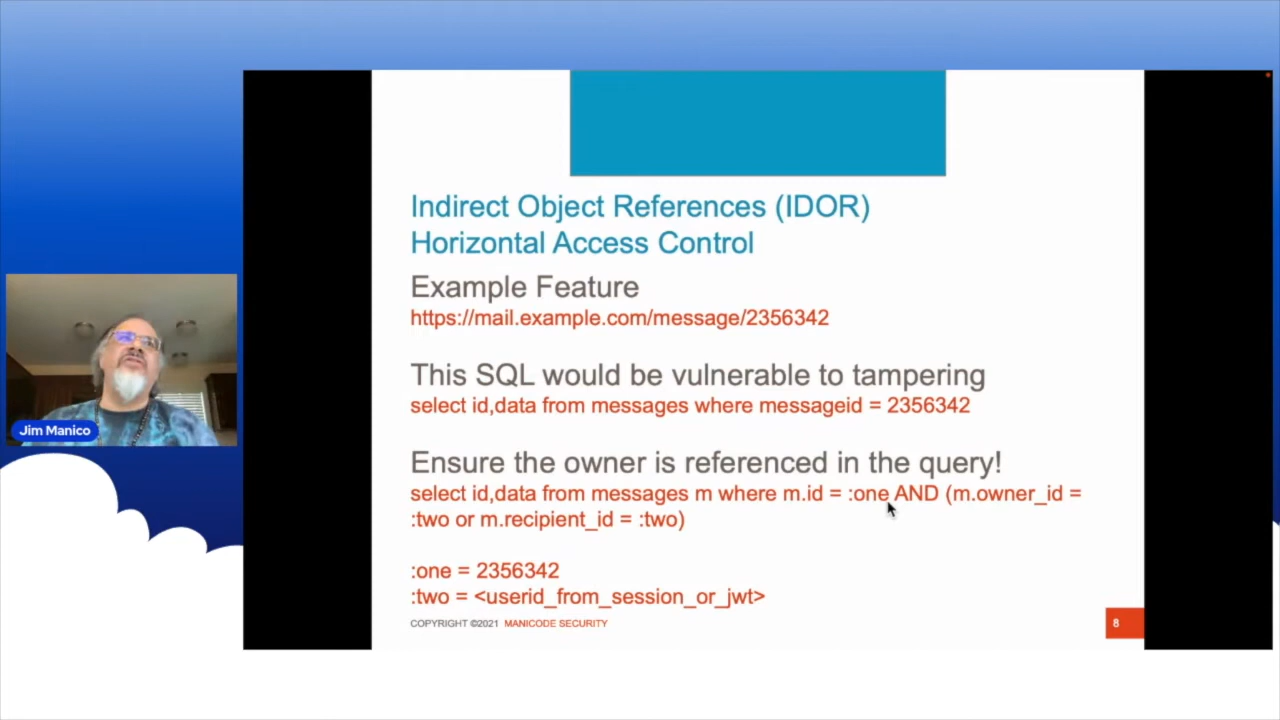 Indirect Object References (IDOR)
Horizontal Access Control
Example Feature
https://mail.example.com/message/2356342
This SQL would be vulnerable to tampering
select id,data from messages where messageid = 2356342
Ensure the owner is referenced in the query!
select id,data from messages m where m.id = :one AND (m.owner_id =
:two or m.recipient_id = :two)
:one = 2356342
:two = <userid_from_session_or_jwt>
COPYRIGHT ©2021 MANICODE SECURITY
8
Jim Manico